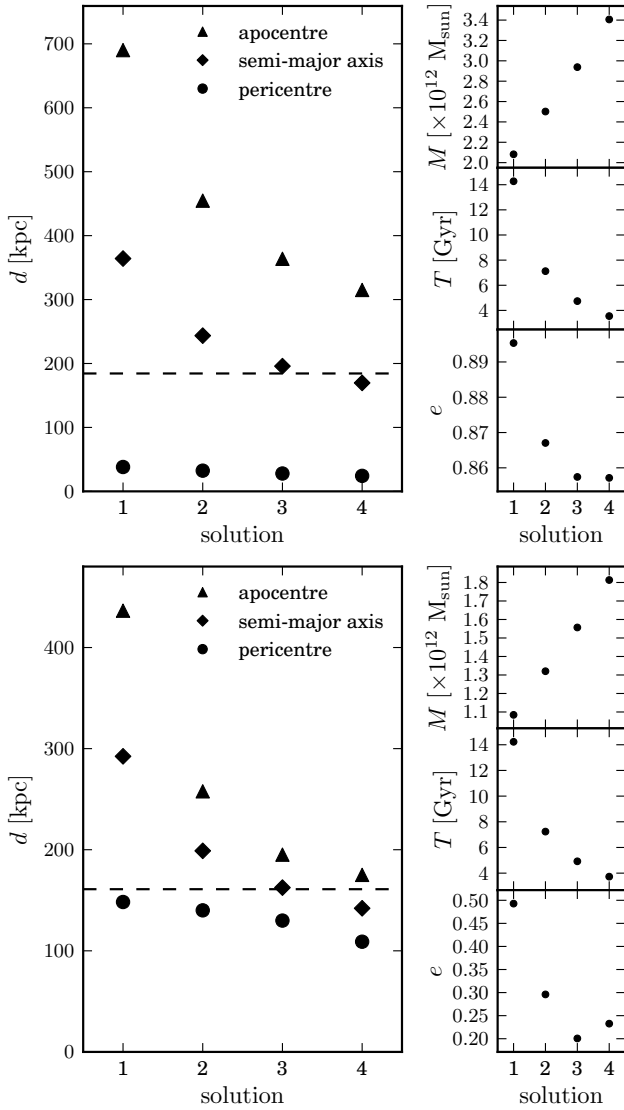 700
600
500
400
300
200
100
0
d [kpc]
apocentre
semi-major axis
pericentre
1 2 3 4
solution
3.4
3.2
3.0
2.8
2.6
2.4
2.2
2.0
M [×10¹² M_sun]
14
12
10
8
6
4
T [Gyr]
0.89
0.88
0.87
0.86
e
1 2 3 4
solution
400
300
200
100
0
d [kpc]
apocentre
semi-major axis
pericentre
1 2 3 4
solution
1.8
1.7
1.6
1.5
1.4
1.3
1.2
1.1
M [×10¹² M_sun]
14
12
10
8
6
4
T [Gyr]
0.50
0.45
0.40
0.35
0.30
0.25
0.20
e
1 2 3 4
solution